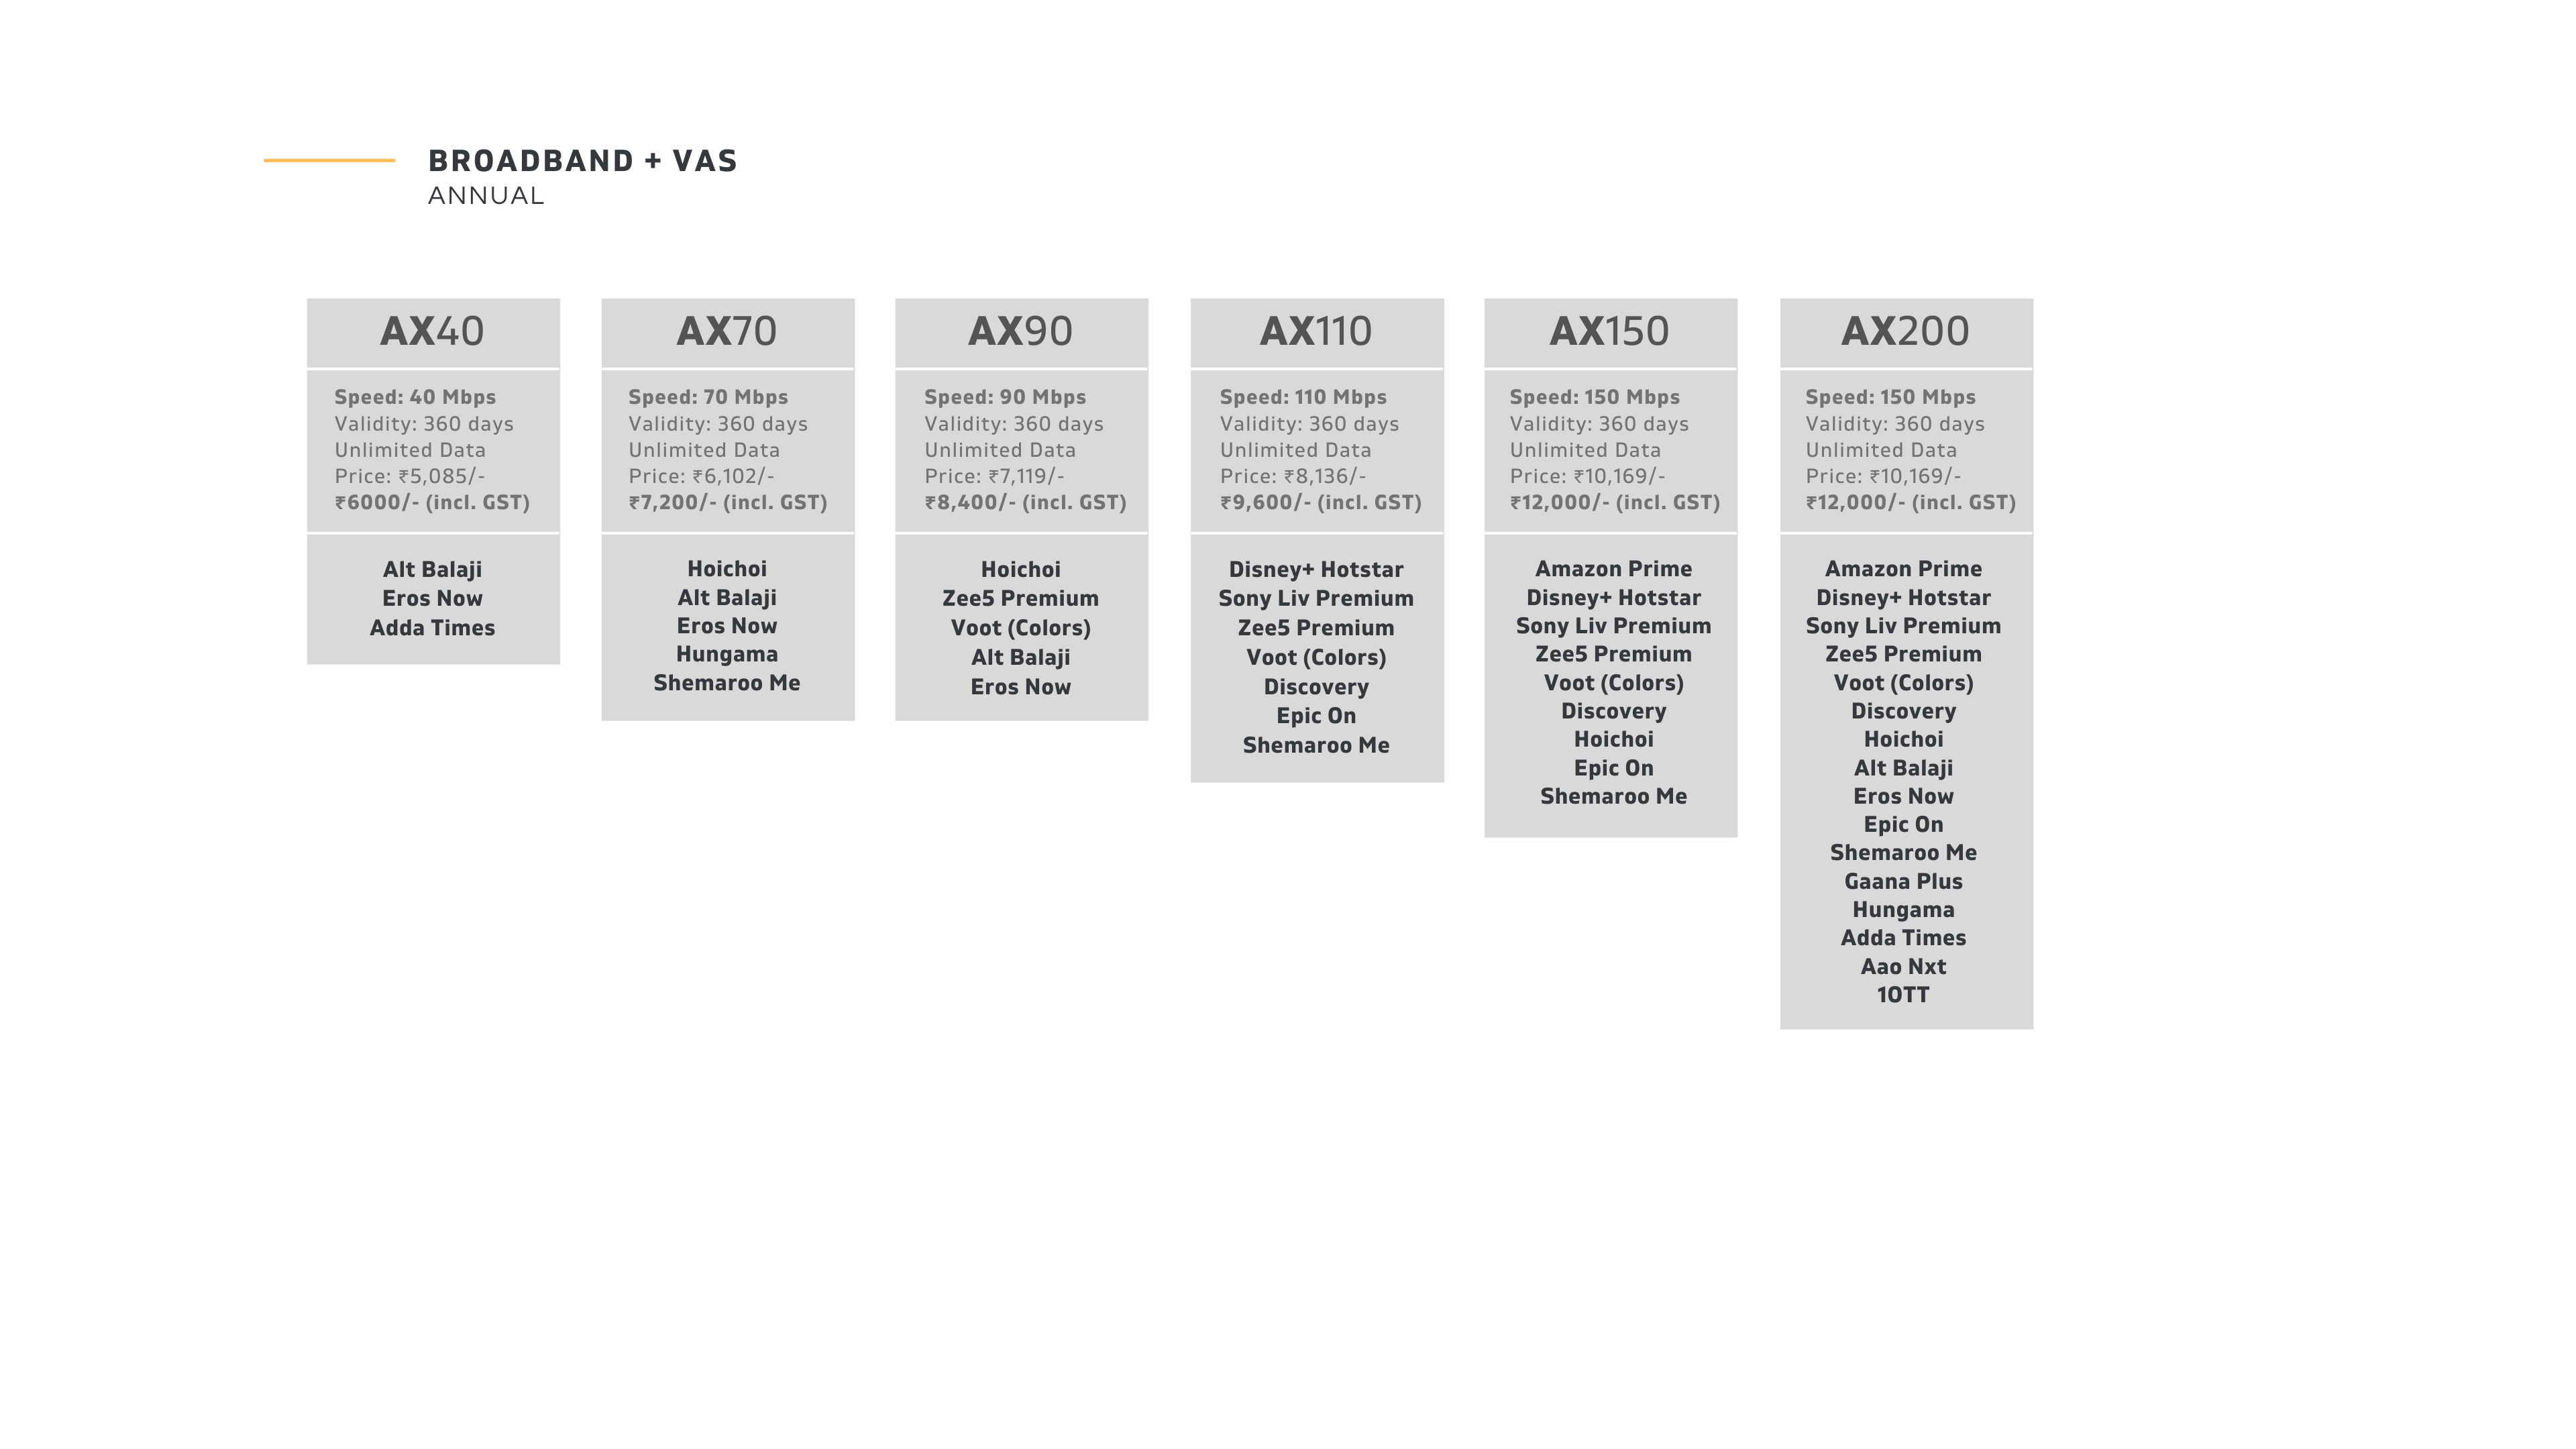 BROADBAND + VAS
ANNUAL
AX40
Speed: 40 Mbps
Validity: 360 days
Unlimited Data
Price: ₹5,085/-
₹6000/- (incl. GST)
Alt Balaji
Eros Now
Adda Times
AX70
Speed: 70 Mbps
Validity: 360 days
Unlimited Data
Price: ₹6,102/-
₹7,200/- (incl. GST)
Hoichoi
Alt Balaji
Eros Now
Hungama
Shemaroo Me
AX90
Speed: 90 Mbps
Validity: 360 days
Unlimited Data
Price: ₹7,119/-
₹8,400/- (incl. GST)
Hoichoi
Zee5 Premium
Voot (Colors)
Alt Balaji
Eros Now
AX110
Speed: 110 Mbps
Validity: 360 days
Unlimited Data
Price: ₹8,136/-
₹9,600/- (incl. GST)
Disney+ Hotstar
Sony Liv Premium
Zee5 Premium
Voot (Colors)
Discovery
Epic On
Shemaroo Me
AX150
Speed: 150 Mbps
Validity: 360 days
Unlimited Data
Price: ₹10,169/-
₹12,000/- (incl. GST)
Amazon Prime
Disney+ Hotstar
Sony Liv Premium
Zee5 Premium
Voot (Colors)
Discovery
Hoichoi
Epic On
Shemaroo Me
AX200
Speed: 150 Mbps
Validity: 360 days
Unlimited Data
Price: ₹10,169/-
₹12,000/- (incl. GST)
Amazon Prime
Disney+ Hotstar
Sony Liv Premium
Zee5 Premium
Voot (Colors)
Discovery
Hoichoi
Alt Balaji
Eros Now
Epic On
Shemaroo Me
Gaana Plus
Hungama
Adda Times
Aao Nxt
1OTT